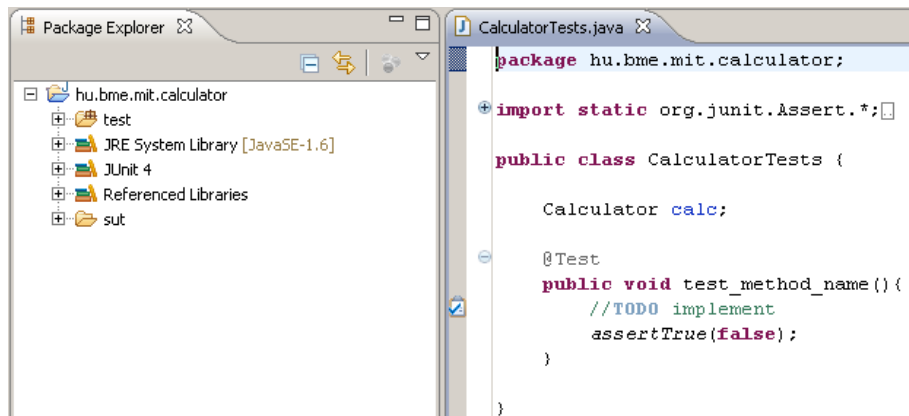 Package Explorer
hu.bme.mit.calculator
test
JRE System Library [JavaSE-1.6]
JUnit 4
Referenced Libraries
sut
CalculatorTests.java
package hu.bme.mit.calculator;
import static org.junit.Assert.*;
public class CalculatorTests {
Calculator calc;
@Test
public void test_method_name(){
//TODO implement
assertTrue(false);
}
}